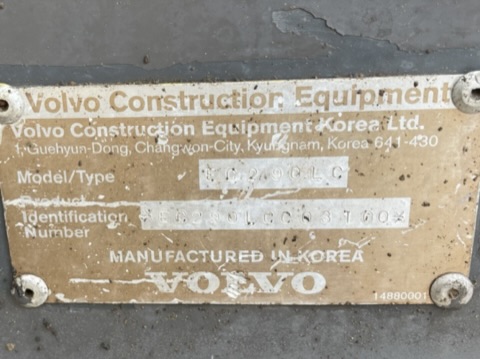 Volvo Construction Equipment
Volvo Construction Equipment Korea Ltd.
1, Guehyun-Dong, Changwon-City, Kyungnam, Korea 641-430
Model/Type
Product
Identification
Number
MANUFACTURED IN KOREA
VOLVO
14880001